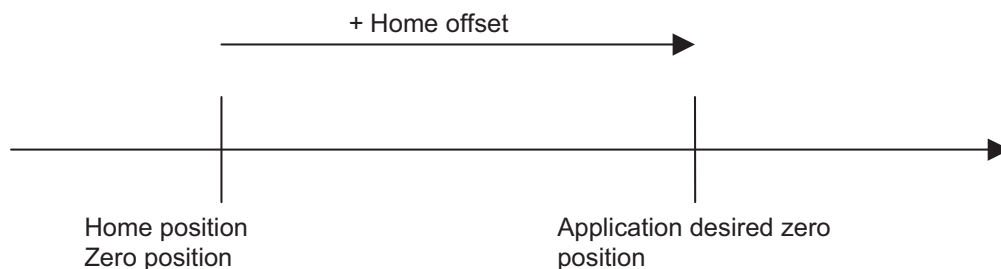 + Home offset
Home position
Zero position
Application desired zero
position